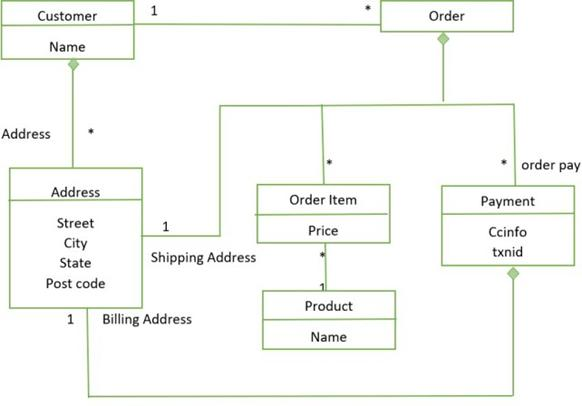 Customer
1
*
Order
Name
Address
*
*
*
order pay
Address
Order Item
Payment
Street
City
State
Post code
1
Shipping Address
Price
Ccinfo
txnid
*
1
Product
Name
1
Billing Address